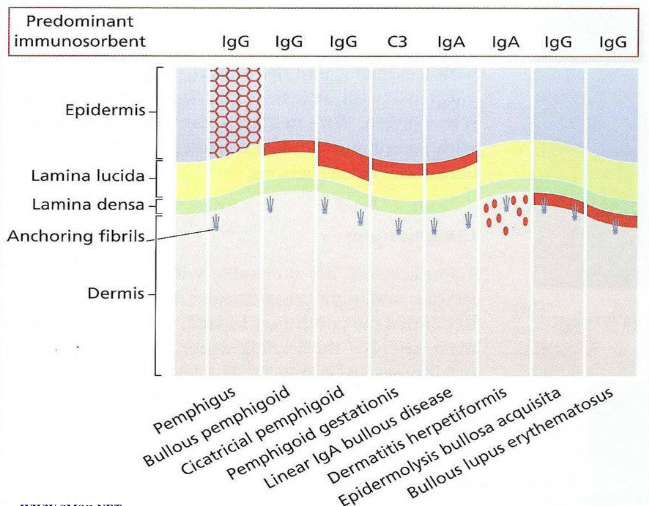 Predominant
immunosorbent IgG IgG IgG C3 IgA IgA IgG IgG
Epidermis
Lamina lucida
Lamina densa
Anchoring fibrils
Dermis
Pemphigus
Bullous pemphigoid
Cicatricial pemphigoid
Pemphigoid gestationis
Linear IgA bullous disease
Dermatitis herpetiformis
Epidermolysis bullosa acquisita
Bullous lupus erythematosus